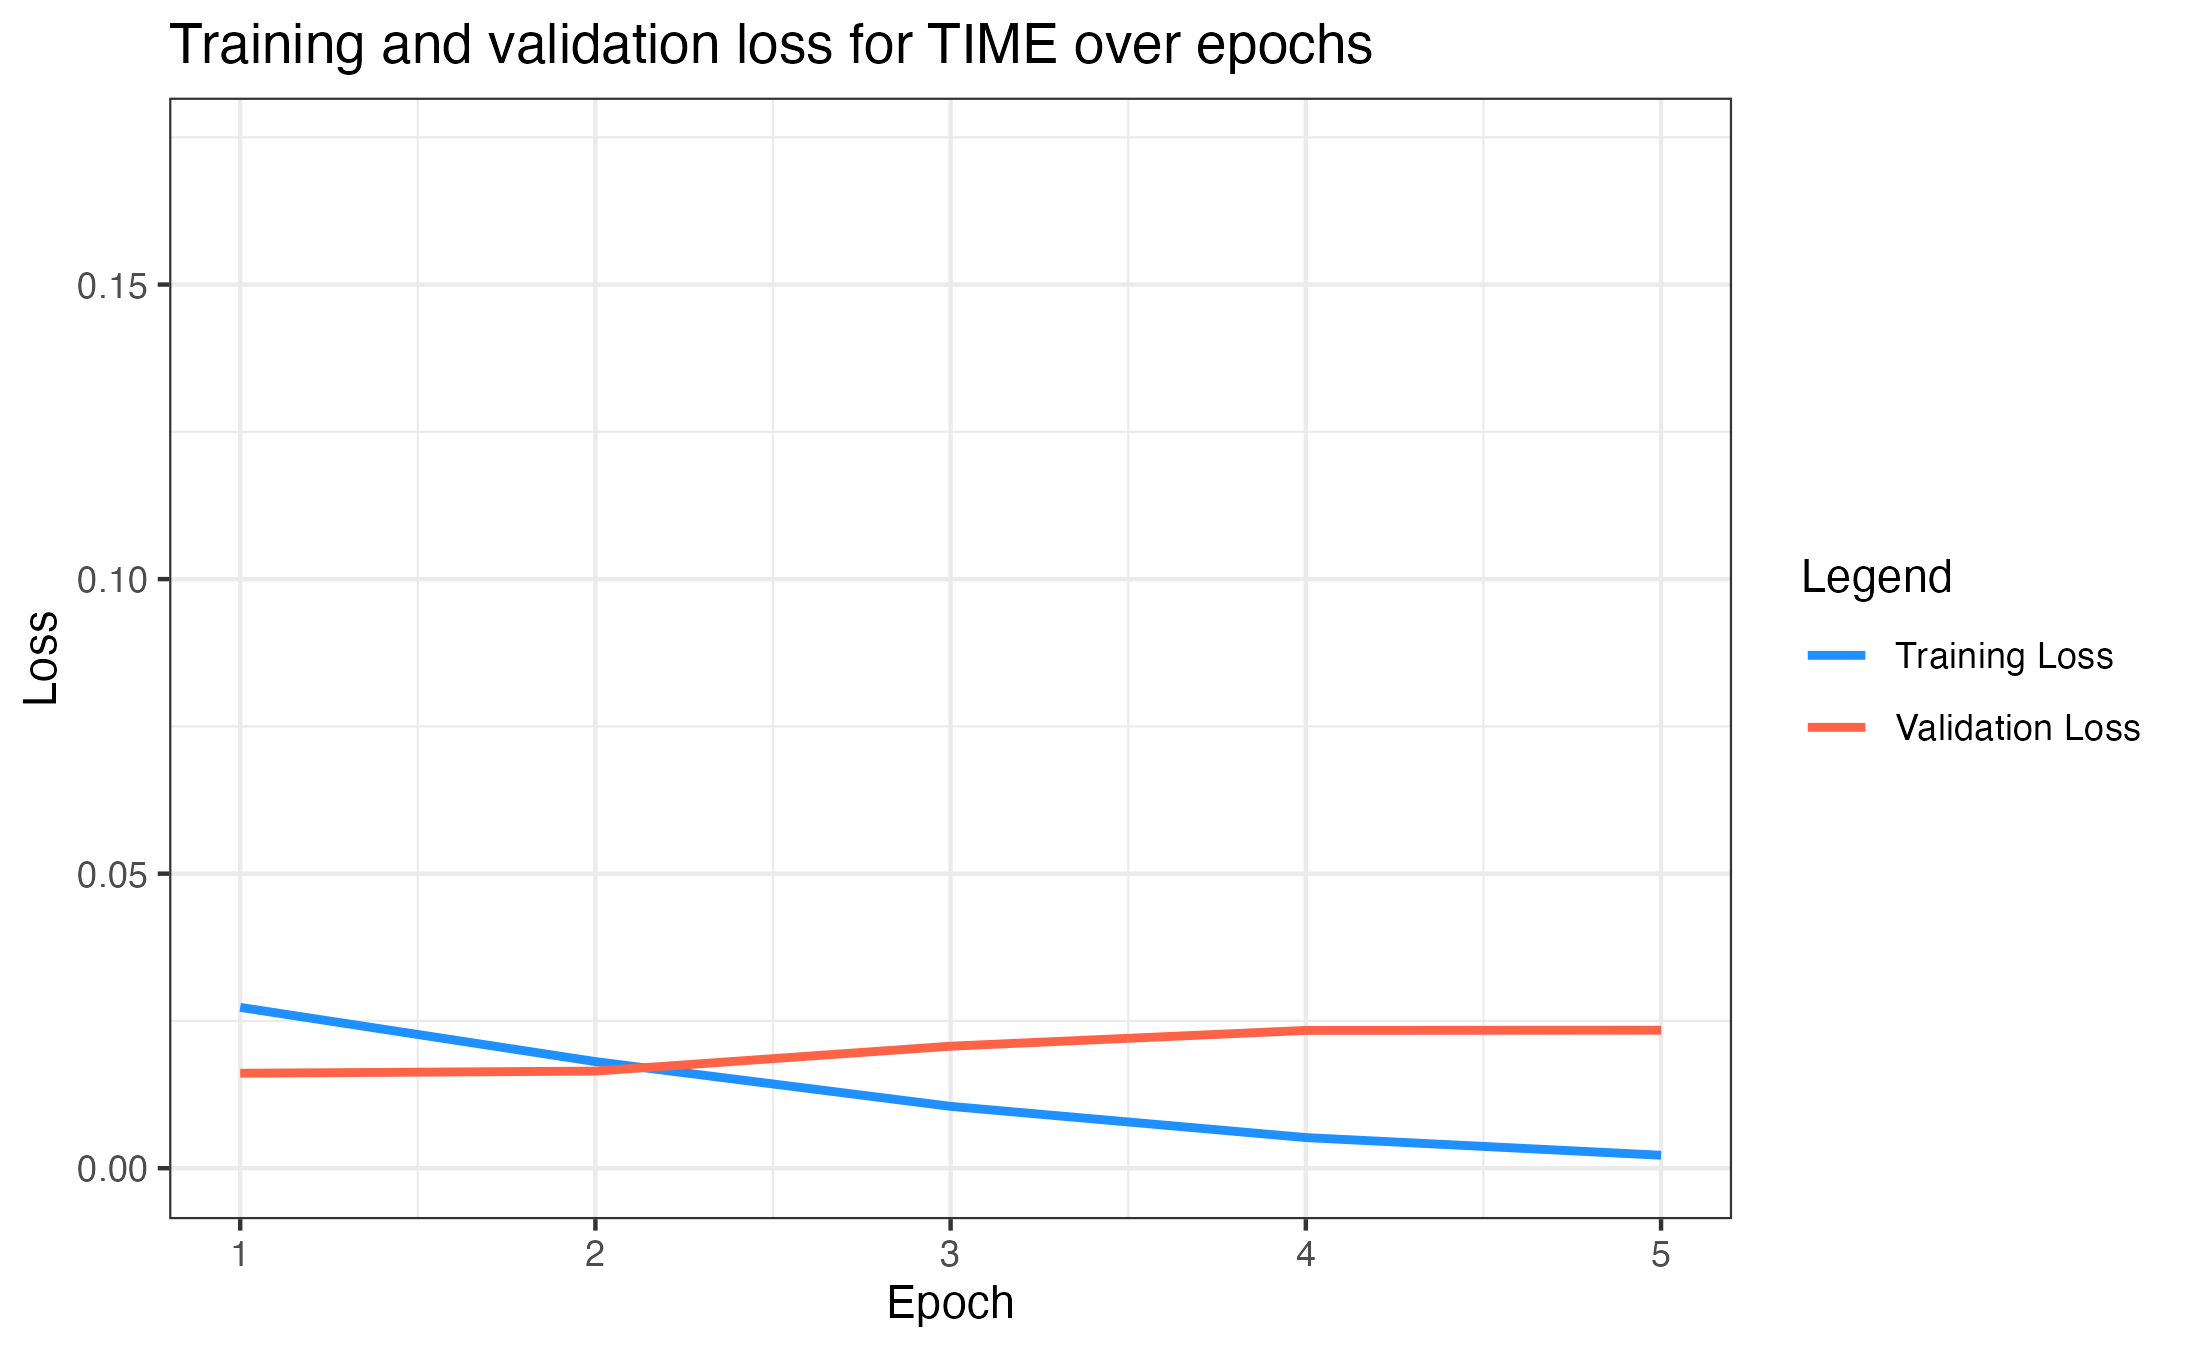 Training and validation loss for TIME over epochs
0.15
0.10
0.05
0.00
Loss
1 2 3 4 5
Epoch
Legend
Training Loss
Validation Loss